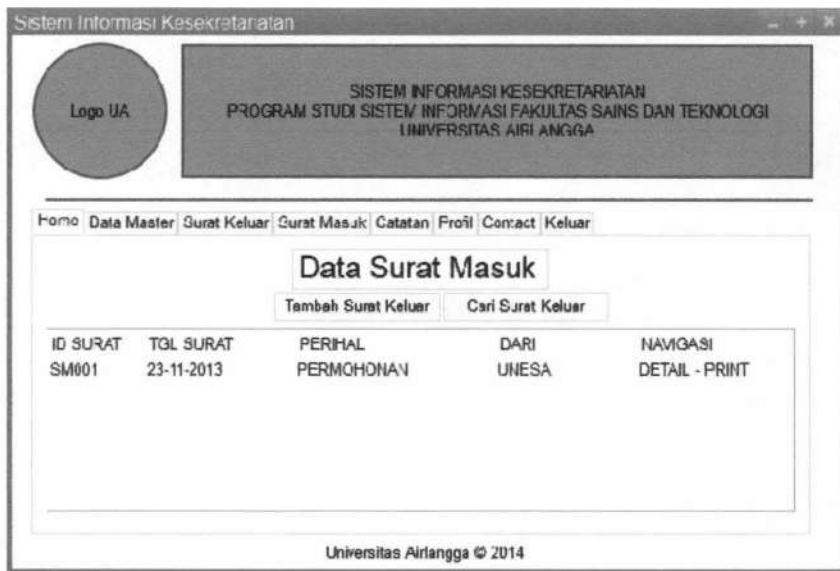 Sistem Informasi Kesekretariatan
Logo UA
SISTEM INFORMASI KESEKRETARIATAN
PROGRAM STUDI SISTEM INFORMASI FAKULTAS SAINS DAN TEKNOLOGI
UNIVERSITAS AIRLANGGA
Home Data Master Surat Keluar Surat Masuk Catatan Profil Contact Keluar
Data Surat Masuk
Tambah Surat Keluar Cari Surat Keluar
ID SURAT TGL SURAT PERIHAL DARI NAVIGASI
SM001 23-11-2013 PERMOHONAN UNESA DETAIL - PRINT
Universitas Airlangga © 2014